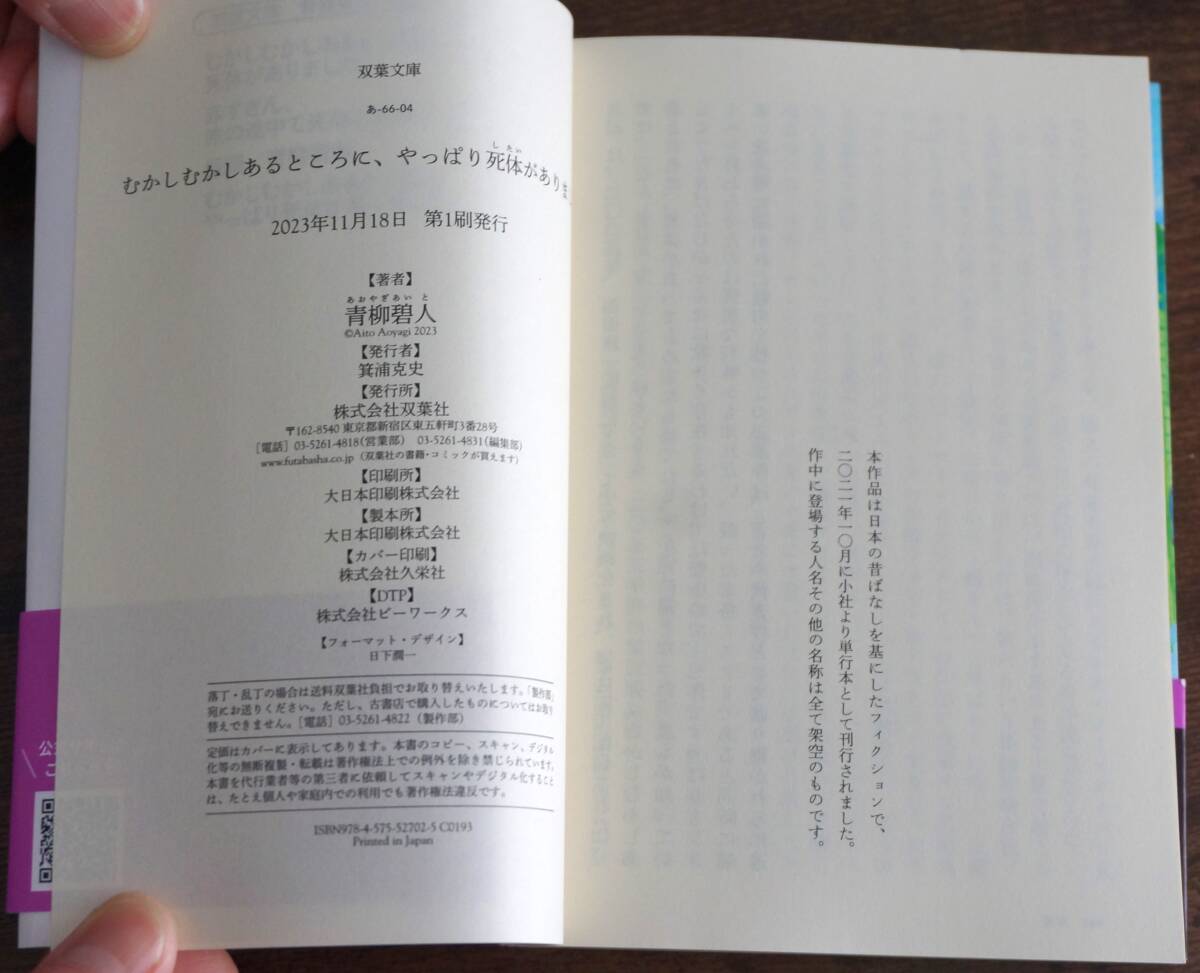 双葉文庫
あ-66-04
むかしむかしあるところに、やっぱり死体がありま
したい
2023年11月18日 第1刷発行
【著者】
あおやぎあいと
青柳碧人
©Aito Aoyagi 2023
【発行者】
箕浦克史
【発行所】
株式会社双葉社
〒162-8540 東京都新宿区東五軒町3番28号
[電話] 03-5261-4818(営業部) 03-5261-4831(編集部)
www.futabasha.co.jp (双葉社の書籍・コミックが買えます)
【印刷所】
大日本印刷株式会社
【製本所】
大日本印刷株式会社
【カバー印刷】
株式会社久栄社
【DTP】
株式会社ビーワークス
【フォーマット・デザイン】
日下潤一
落丁・乱丁の場合は送料双葉社負担でお取り替えいたします。「製作部」
宛にお送りください。ただし、古書店で購入したものについてはお取り
替えできません。[電話] 03-5261-4822(製作部)
定価はカバーに表示してあります。本書のコピー、スキャン、デジタル
化等の無断複製・転載は著作権法上での例外を除き禁じられています。
本書を代行業者等の第三者に依頼してスキャンやデジタル化すること
は、たとえ個人や家庭内での利用でも著作権法違反です。
ISBN978-4-575-52702-5 C0193
Printed in Japan
本作品は日本の昔ばなしを基にしたフィクションで、
二〇二一年一〇月に小社より単行本として刊行されました。
作中に登場する人名その他の名称は全て架空のものです。